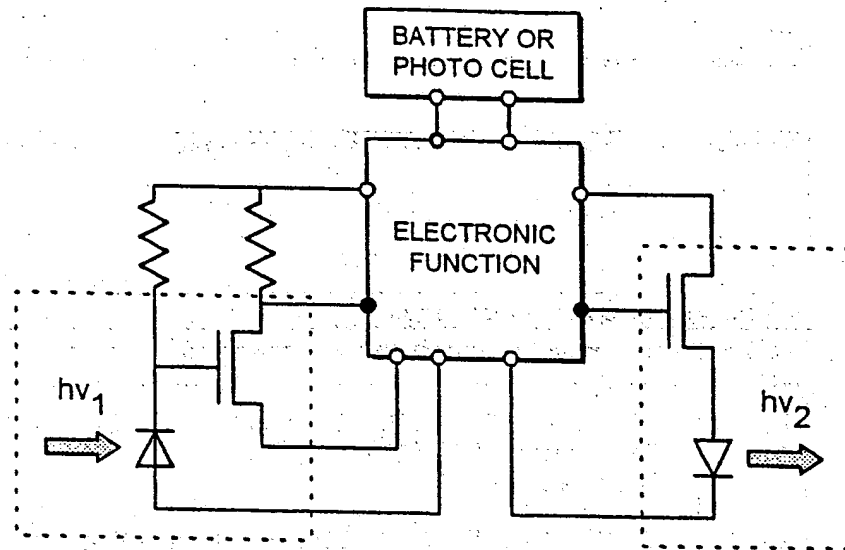 BATTERY OR
PHOTO CELL
ELECTRONIC
FUNCTION
hv₁
hv₂